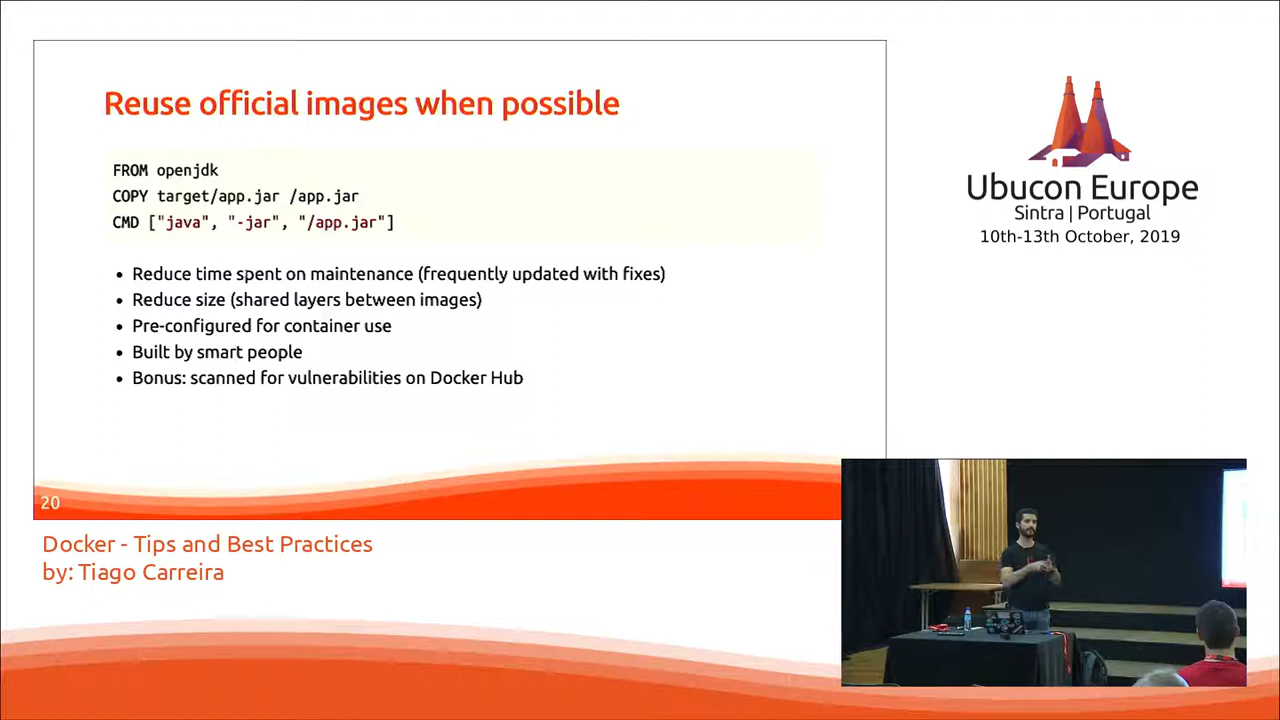 Reuse official images when possible
FROM openjdk
COPY target/app.jar /app.jar
CMD ["java", "-jar", "/app.jar"]
• Reduce time spent on maintenance (frequently updated with fixes)
• Reduce size (shared layers between images)
• Pre-configured for container use
• Built by smart people
• Bonus: scanned for vulnerabilities on Docker Hub
20
Docker - Tips and Best Practices
by: Tiago Carreira
Ubucon Europe
Sintra | Portugal
10th-13th October, 2019